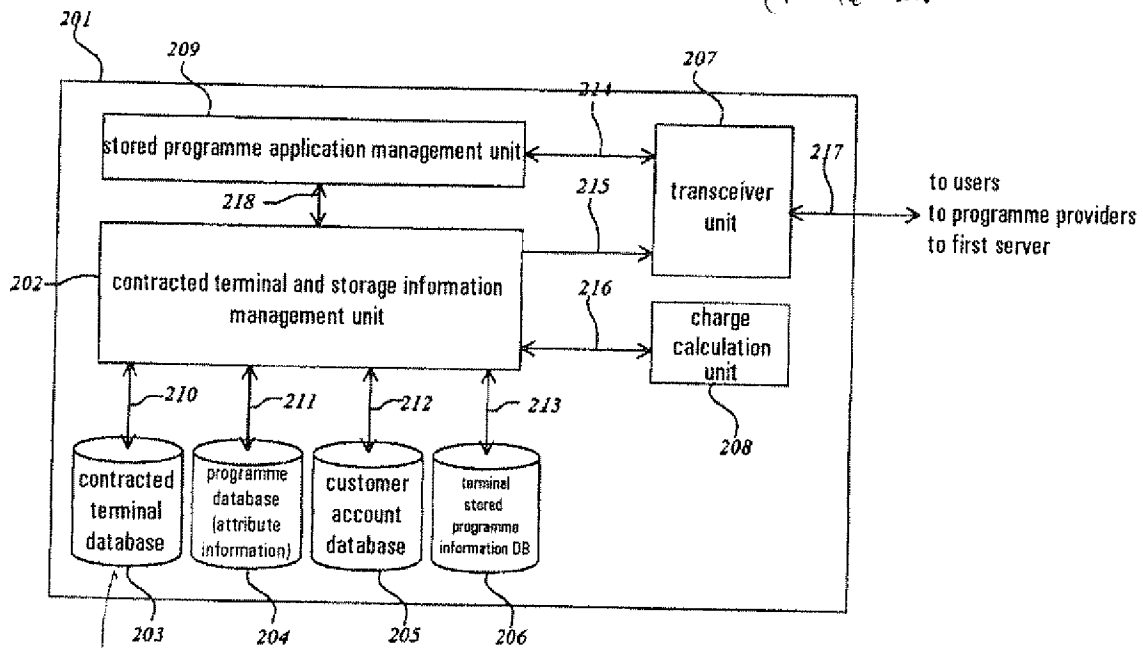 201
209
207
214
stored programme application management unit
217
218
215
transceiver
unit
to users
to programme providers
to first server
202
contracted terminal and storage information
management unit
216
charge
calculation
unit
210
211
212
213
208
contracted
terminal
database
programme
database
(attribute
information)
customer
account
database
terminal
stored
programme
information DB
203
204
205
206